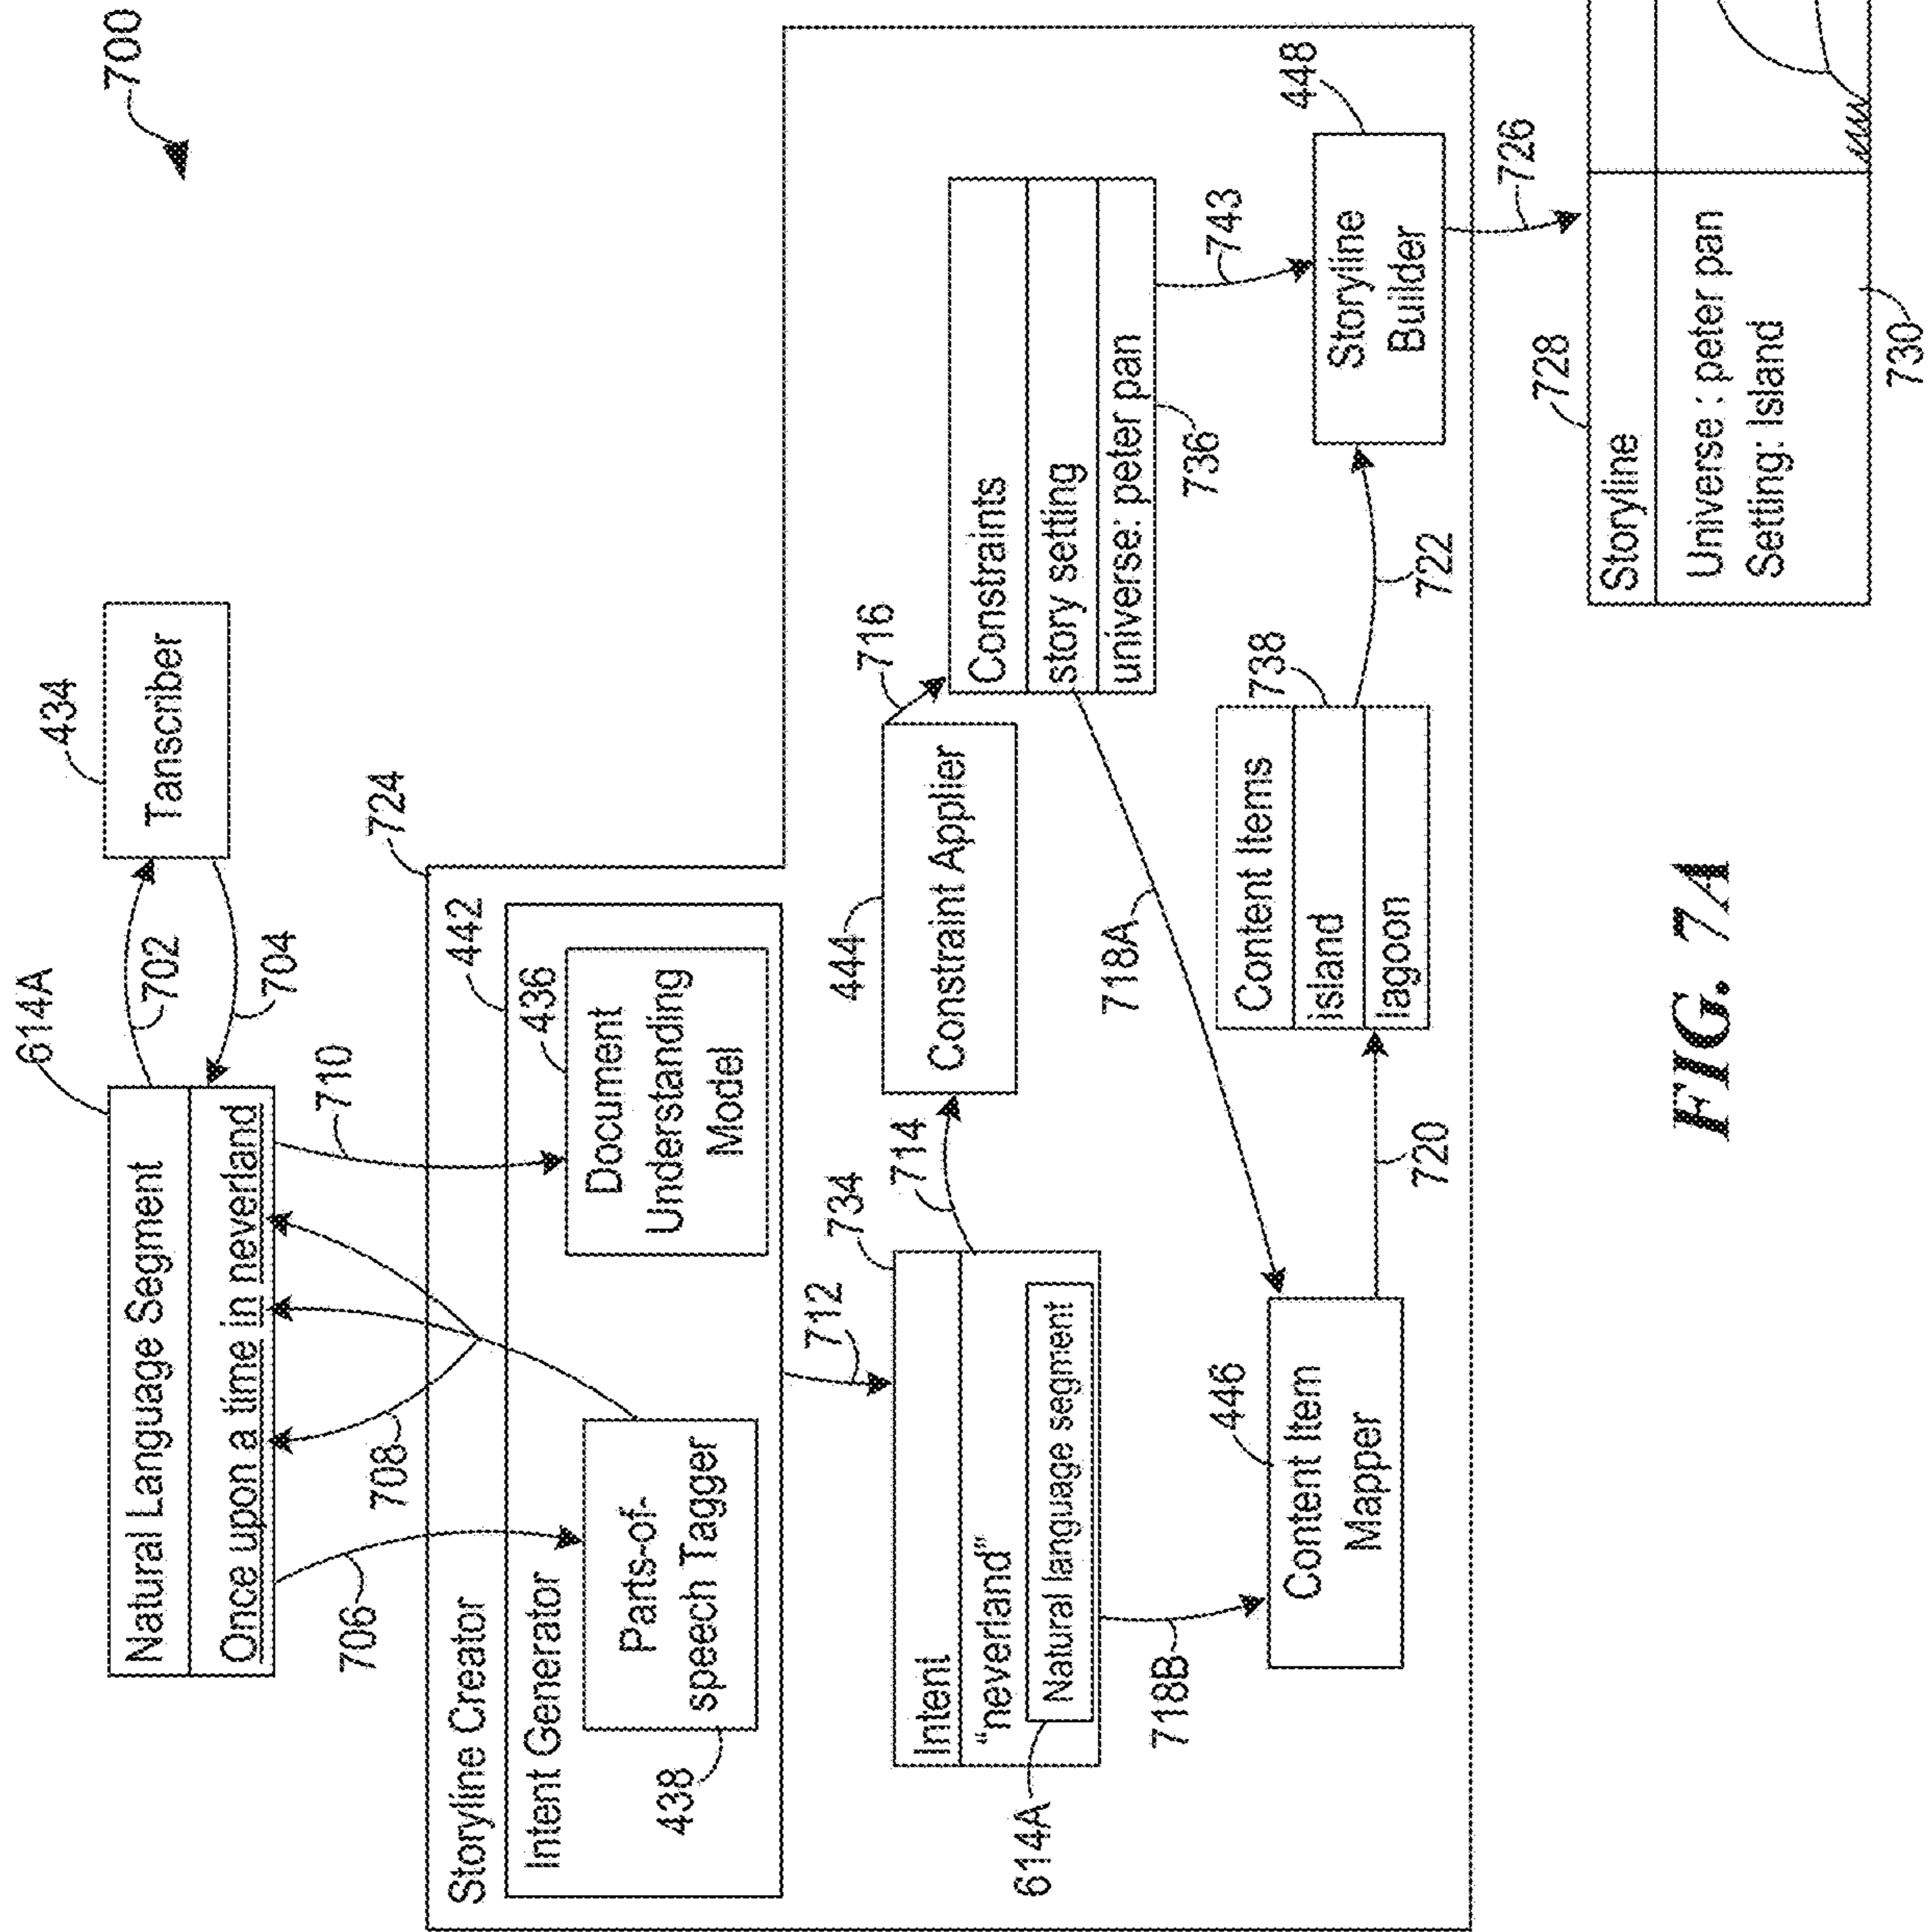 700
614A
Natural Language Segment
Once upon a time in neverland
702
704
434
Tanscriber
706
708
710
724
Storyline Creator
442
Intent Generator
438
Parts-of-
speech Tagger
436
Document
Understanding
Model
712
734
Intent
"neverland"
Natural language segment
614A
714
444
Constraint Applier
716
Constraints
story setting
universe: peter pan
736
718A
718B
446
Content Item
Mapper
720
738
Content Items
island
lagoon
722
743
448
Storyline
Builder
726
728
Storyline
Universe : peter pan
Setting: Island
730
FIG. 7A